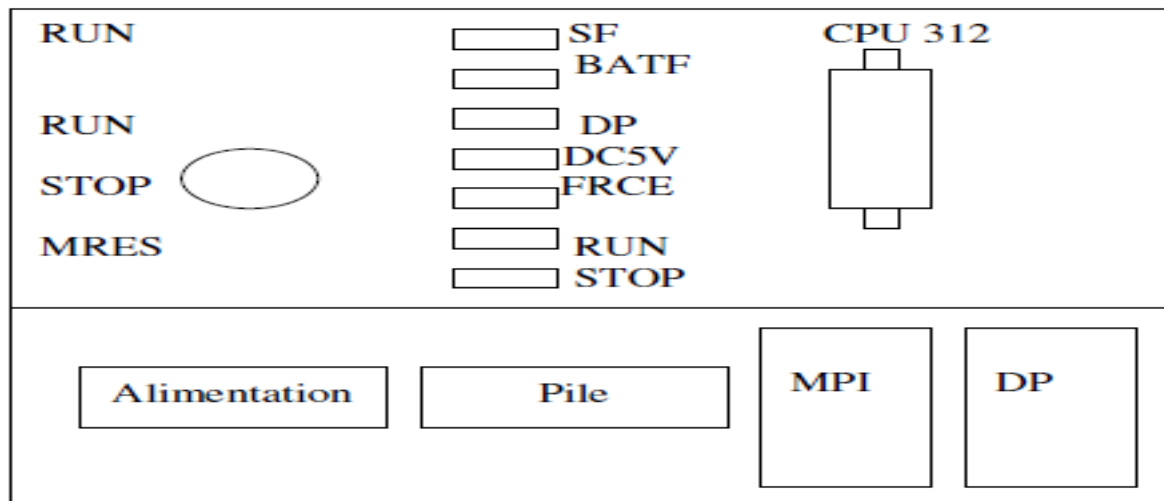 RUN
SF
CPU 312
BATF
RUN
DP
DC5V
STOP
FRCE
MRES
RUN
STOP
Alimentation
Pile
MPI
DP